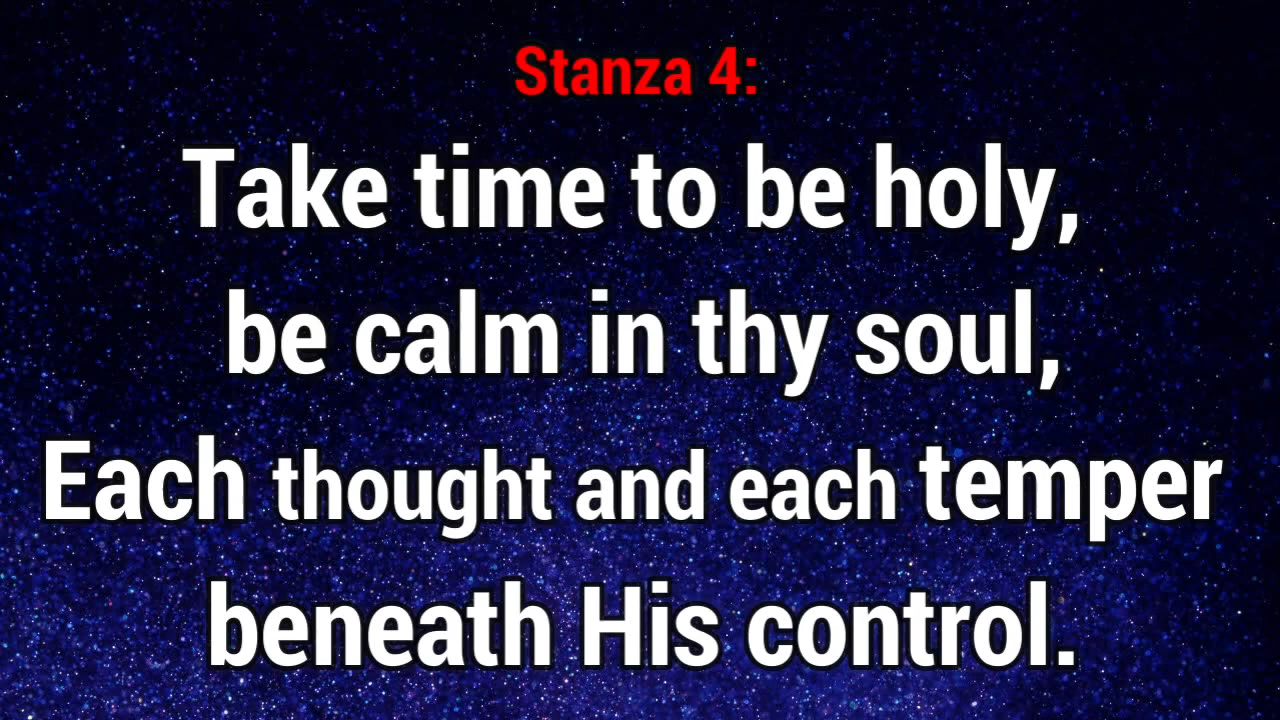 Stanza 4:
Take time to be holy,
be calm in thy soul,
Each thought and each temper
beneath His control.